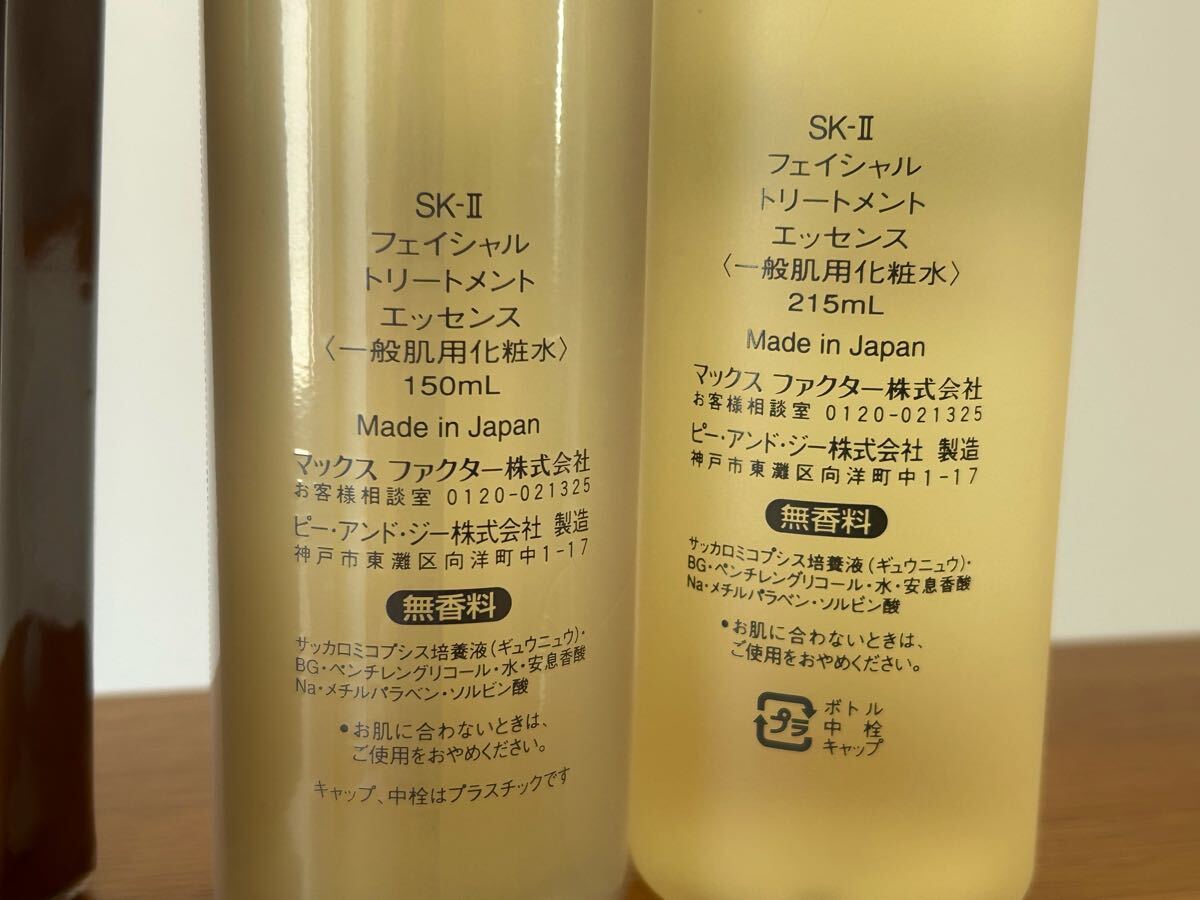 SK-Ⅱ
フェイシャル
トリートメント
エッセンス
〈一般肌用化粧水〉
150mL
Made in Japan
マックス ファクター株式会社
お客様相談室 0120-021325
ピー・アンド・ジー株式会社 製造
神戸市東灘区向洋町中1-17
無香料
サッカロミコプシス培養液(ギュウニュウ)・
BG・ペンチレングリコール・水・安息香酸
Na・メチルパラベン・ソルビン酸
●お肌に合わないときは、
ご使用をおやめください。
キャップ、中栓はプラスチックです
SK-Ⅱ
フェイシャル
トリートメント
エッセンス
〈一般肌用化粧水〉
215mL
Made in Japan
マックス ファクター株式会社
お客様相談室 0120-021325
ピー・アンド・ジー株式会社 製造
神戸市東灘区向洋町中1-17
無香料
サッカロミコプシス培養液(ギュウニュウ)・
BG・ペンチレングリコール・水・安息香酸
Na・メチルパラベン・ソルビン酸
●お肌に合わないときは、
ご使用をおやめください。
プラ
ボトル
中栓
キャップ